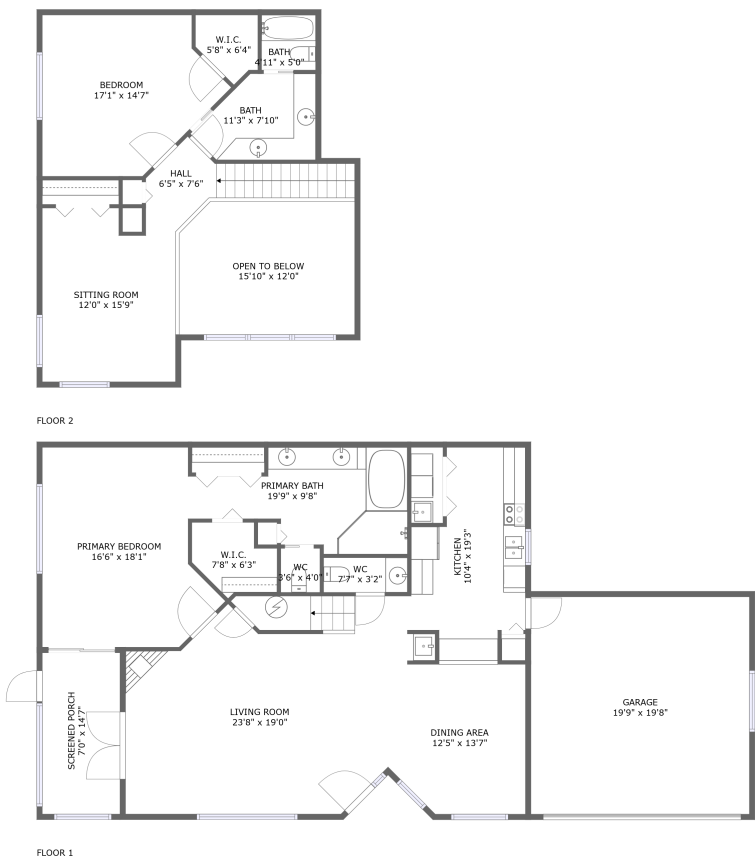 W.I.C.
5'8" x 6'4"
BATH
4'11" x 5'0"
BEDROOM
17'1" x 14'7"
BATH
11'3" x 7'10"
HALL
6'5" x 7'6"
OPEN TO BELOW
15'10" x 12'0"
SITTING ROOM
12'0" x 15'9"
FLOOR 2
PRIMARY BATH
19'9" x 9'8"
PRIMARY BEDROOM
16'6" x 18'1"
W.I.C.
7'8" x 6'3"
WC
3'6" x 4'0"
WC
7'7" x 3'2"
KITCHEN
10'4" x 19'3"
SCREENED PORCH
7'0" x 14'7"
LIVING ROOM
23'8" x 19'0"
DINING AREA
12'5" x 13'7"
GARAGE
19'9" x 19'8"
FLOOR 1